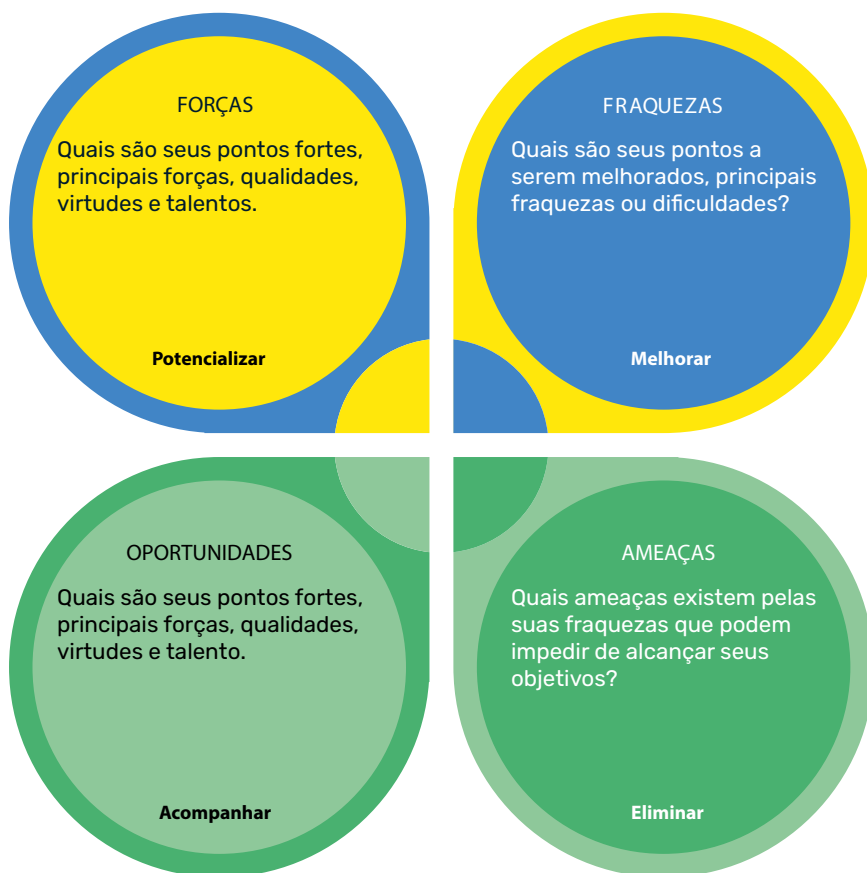 FORÇAS
Quais são seus pontos fortes,
principais forças, qualidades,
virtudes e talentos.
Potencializar
FRAQUEZAS
Quais são seus pontos a
serem melhorados, principais
fraquezas ou dificuldades?
Melhorar
OPORTUNIDADES
Quais são seus pontos fortes,
principais forças, qualidades,
virtudes e talento.
Acompanhar
AMEAÇAS
Quais ameaças existem pelas
suas fraquezas que podem
impedir de alcançar seus
objetivos?
Eliminar